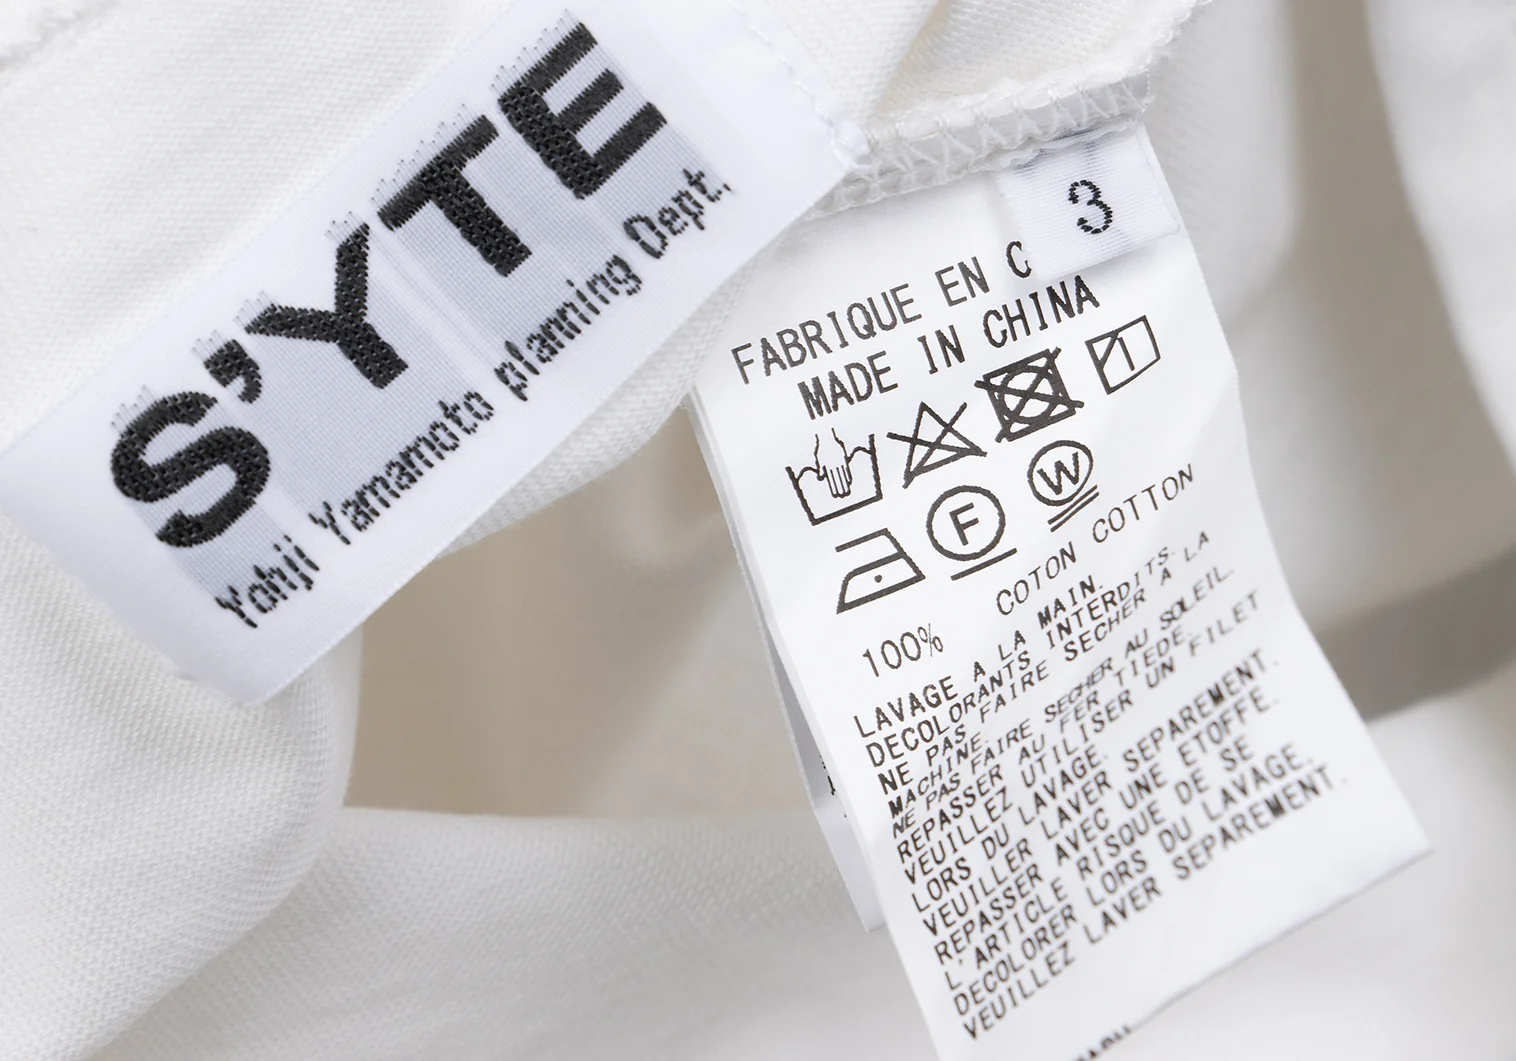 S'YTE
Yohji Yamamoto planning Dept.
3
FABRIQUE EN C
MADE IN CHINA
F
W
100% COTON COTTON
LAVAGE A LA MAIN.
DECOLORANTS INTERDITS.
NE PAS FAIRE SECHER A LA
MACHINE.
NE PAS FAIRE SECHER AU SOLEIL.
REPASSER AU FER TIEDE.
VEUILLEZ UTILISER UN FILET
LORS DU LAVAGE.
VEUILLER LAVER SEPAREMENT.
REPASSER AVEC UNE ETOFFE.
L'ARTICLE RISQUE DE SE
DECOLORER LORS DU LAVAGE.
VEUILLEZ LAVER SEPAREMENT.